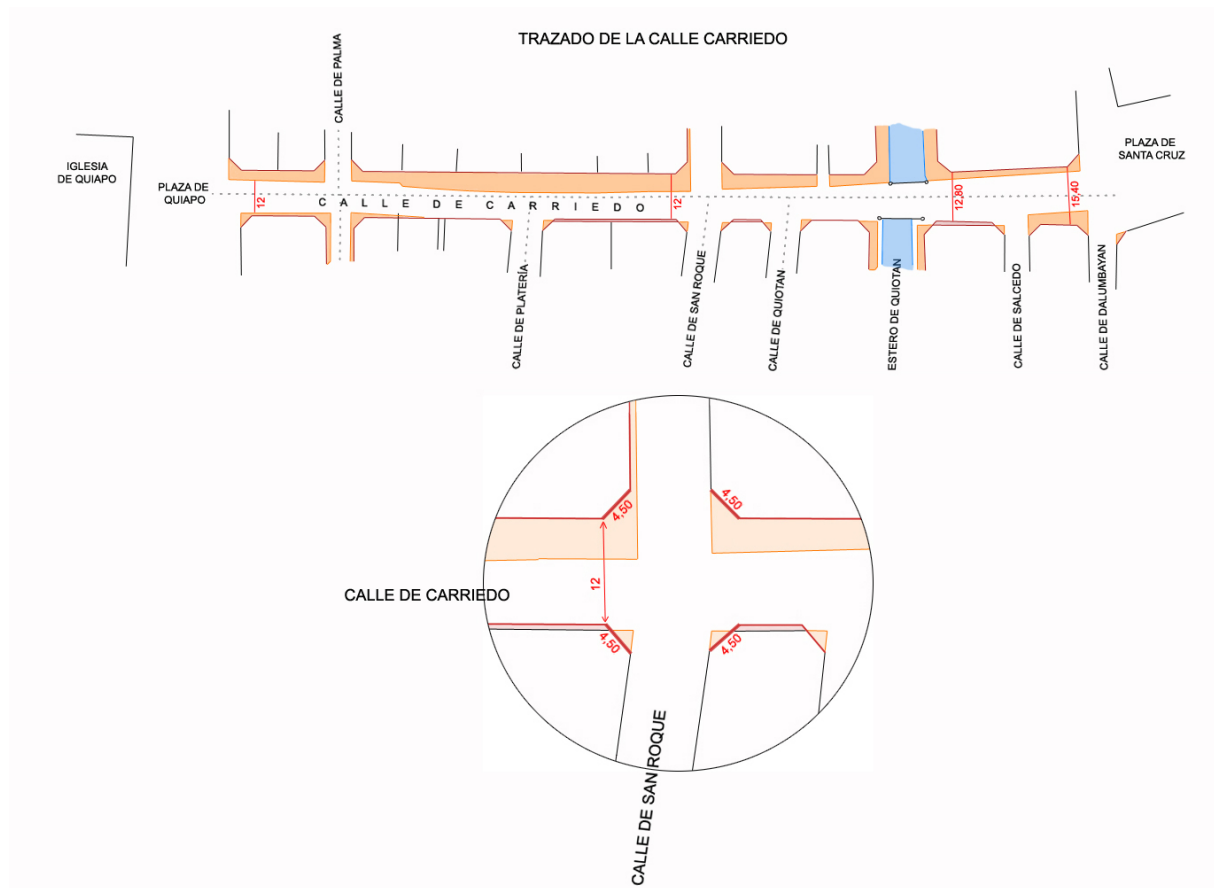 TRAZADO DE LA CALLE CARRIEDO
CALLE DE PALMA
IGLESIA
DE QUIAPO
PLAZA DE
QUIAPO
PLAZA DE
SANTA CRUZ
CALLE DE CARRIEDO
12
12
12,80
15,40
CALLE DE PLATERÍA
CALLE DE SAN ROQUE
CALLE DE QUIOTAN
ESTERO DE QUIOTAN
CALLE DE SALCEDO
CALLE DE DALUMBAYAN
4,50
4,50
12
CALLE DE CARRIEDO
4,50
4,50
CALLE DE SAN ROQUE